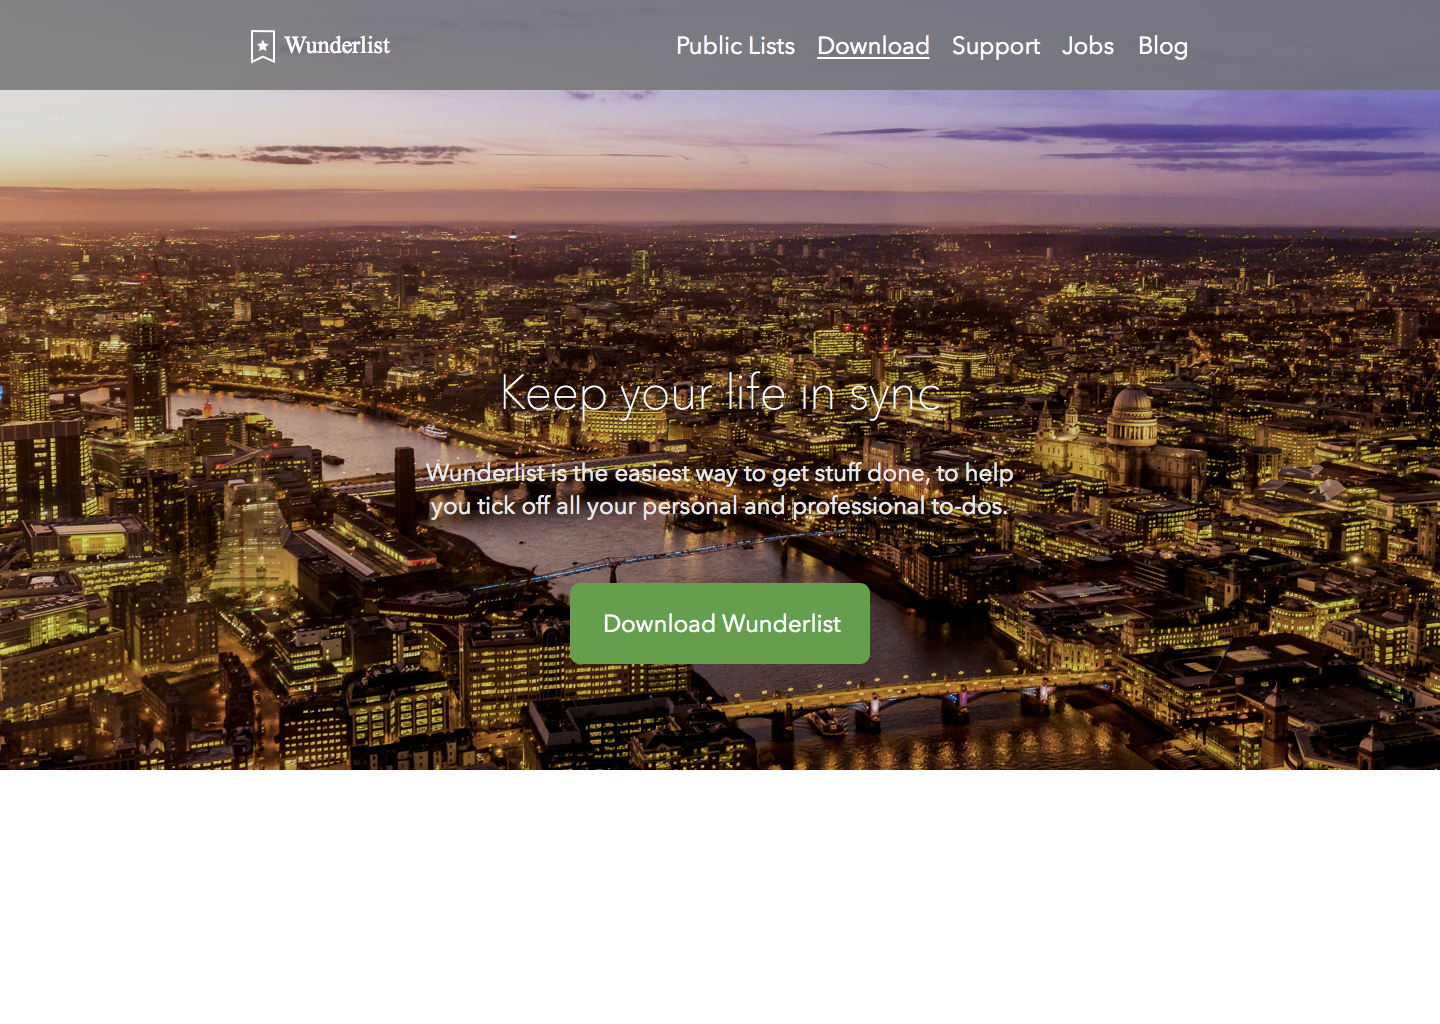 Wunderlist
Public Lists
Download
Support
Jobs
Blog
Keep your life in sync
Wunderlist is the easiest way to get stuff done, to help
you tick off all your personal and professional to-dos.
Download Wunderlist